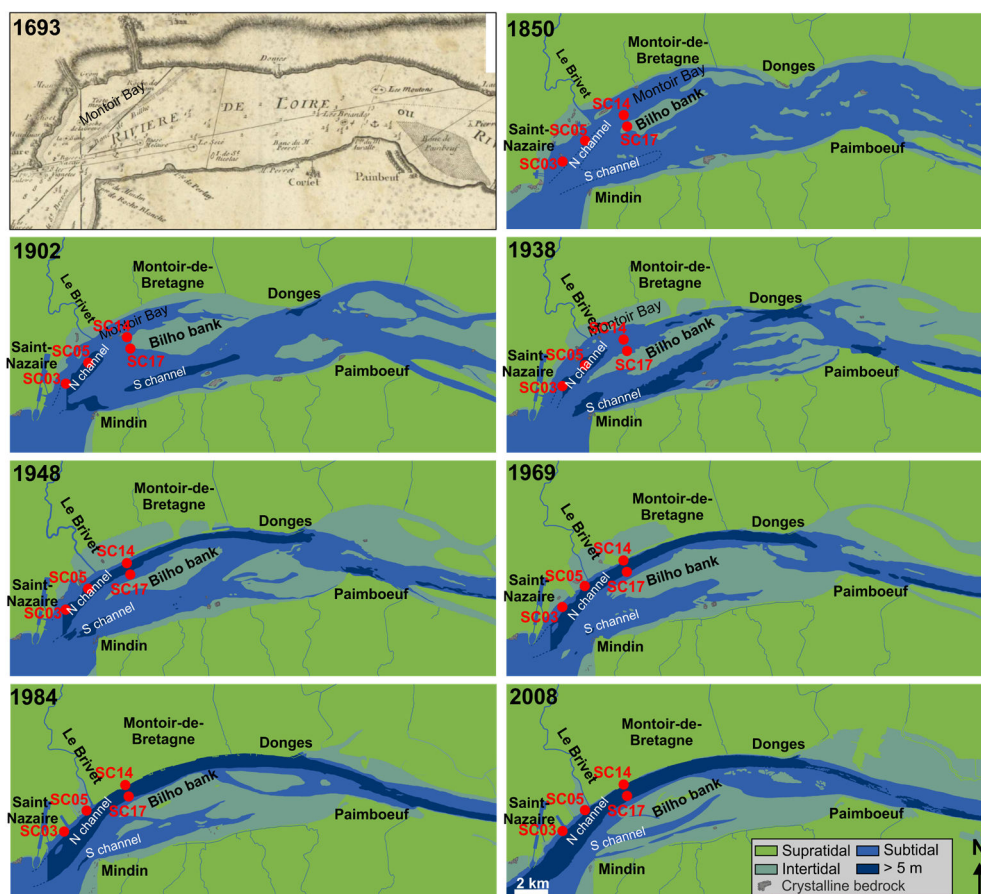 1693
Montoir Bay
RIVIERE
DE LOIRE
OU
Les Moutons
Corset
Paimbeuf
1850
Montoir-de-
Bretagne
Le Brivet
Donges
Montoir Bay
SC14
Bilho bank
SC05
SC17
Saint-
Nazaire
N channel
SC03
S channel
Paimboeuf
Mindin
1902
Montoir-de-
Bretagne
Le Brivet
Donges
Montoir Bay
SC14
Bilho bank
SC05
SC17
Saint-
Nazaire
N channel
SC03
S channel
Paimboeuf
Mindin
1938
Montoir-de-
Bretagne
Le Brivet
Donges
Montoir Bay
SC14
Bilho bank
SC05
SC17
Saint-
Nazaire
N channel
SC03
S channel
Paimboeuf
Mindin
1948
Montoir-de-
Bretagne
Le Brivet
Donges
SC14
Bilho bank
SC05
SC17
Saint-
Nazaire
N channel
SC03
S channel
Paimboeuf
Mindin
1969
Montoir-de-
Bretagne
Le Brivet
Donges
SC14
Bilho bank
SC05
SC17
Saint-
Nazaire
N channel
SC03
S channel
Paimboeuf
Mindin
1984
Montoir-de-
Bretagne
Le Brivet
Donges
SC14
Bilho bank
SC05
SC17
Saint-
Nazaire
N channel
SC03
S channel
Paimboeuf
Mindin
2008
Montoir-de-
Bretagne
Le Brivet
Donges
SC14
Bilho bank
SC05
SC17
Saint-
Nazaire
N channel
SC03
S channel
Paimboeuf
Mindin
2 km
Supratidal
Subtidal
Intertidal
> 5 m
Crystalline bedrock
N